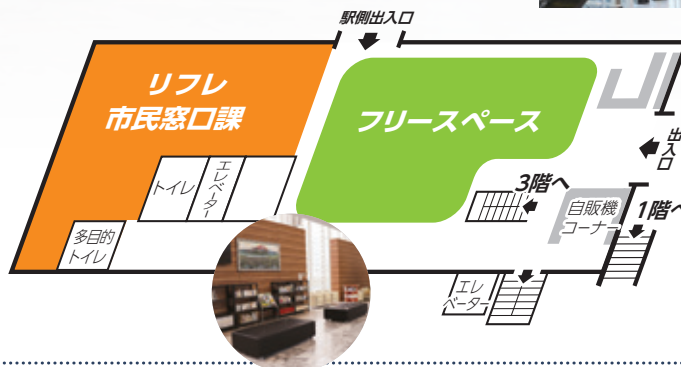 駅側出入口
リフレ
市民窓口課
フリースペース
出入口
トイレ
エレベーター
3階へ
自販機
コーナー
1階へ
多目的
トイレ
エレ
ベーター